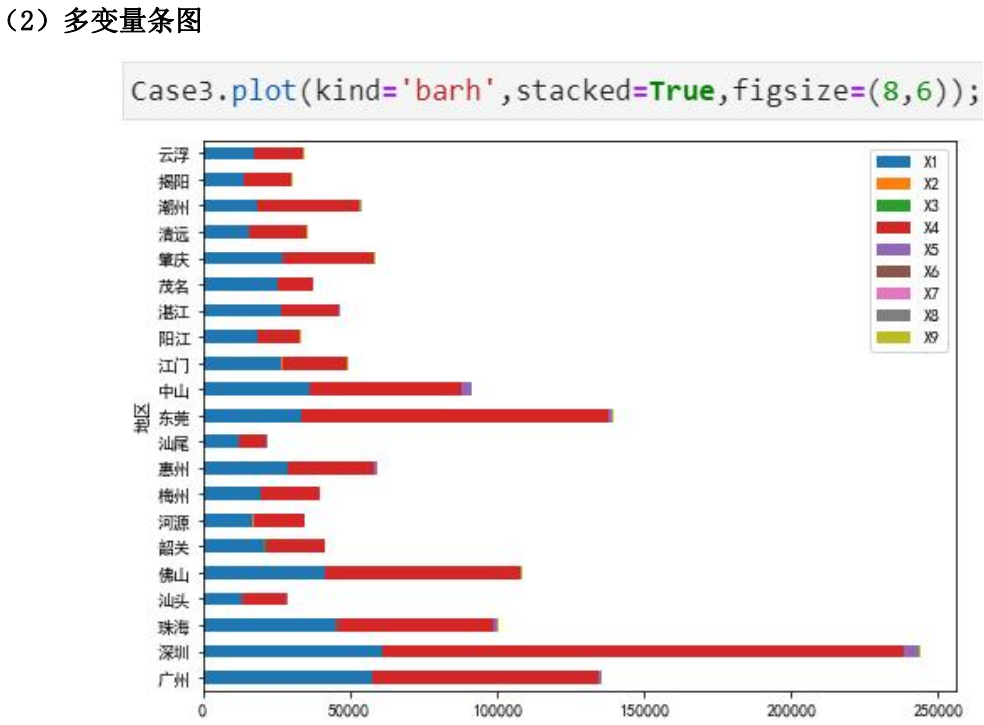 （2）多变量条图
Case3.plot(kind='barh',stacked=True,figsize=(8,6));
云浮
揭阳
潮州
清远
肇庆
茂名
湛江
阳江
江门
中山
东莞
汕尾
惠州
梅州
河源
韶关
佛山
汕头
珠海
深圳
广州
地区
X1
X2
X3
X4
X5
X6
X7
X8
X9
0 50000 100000 150000 200000 250000